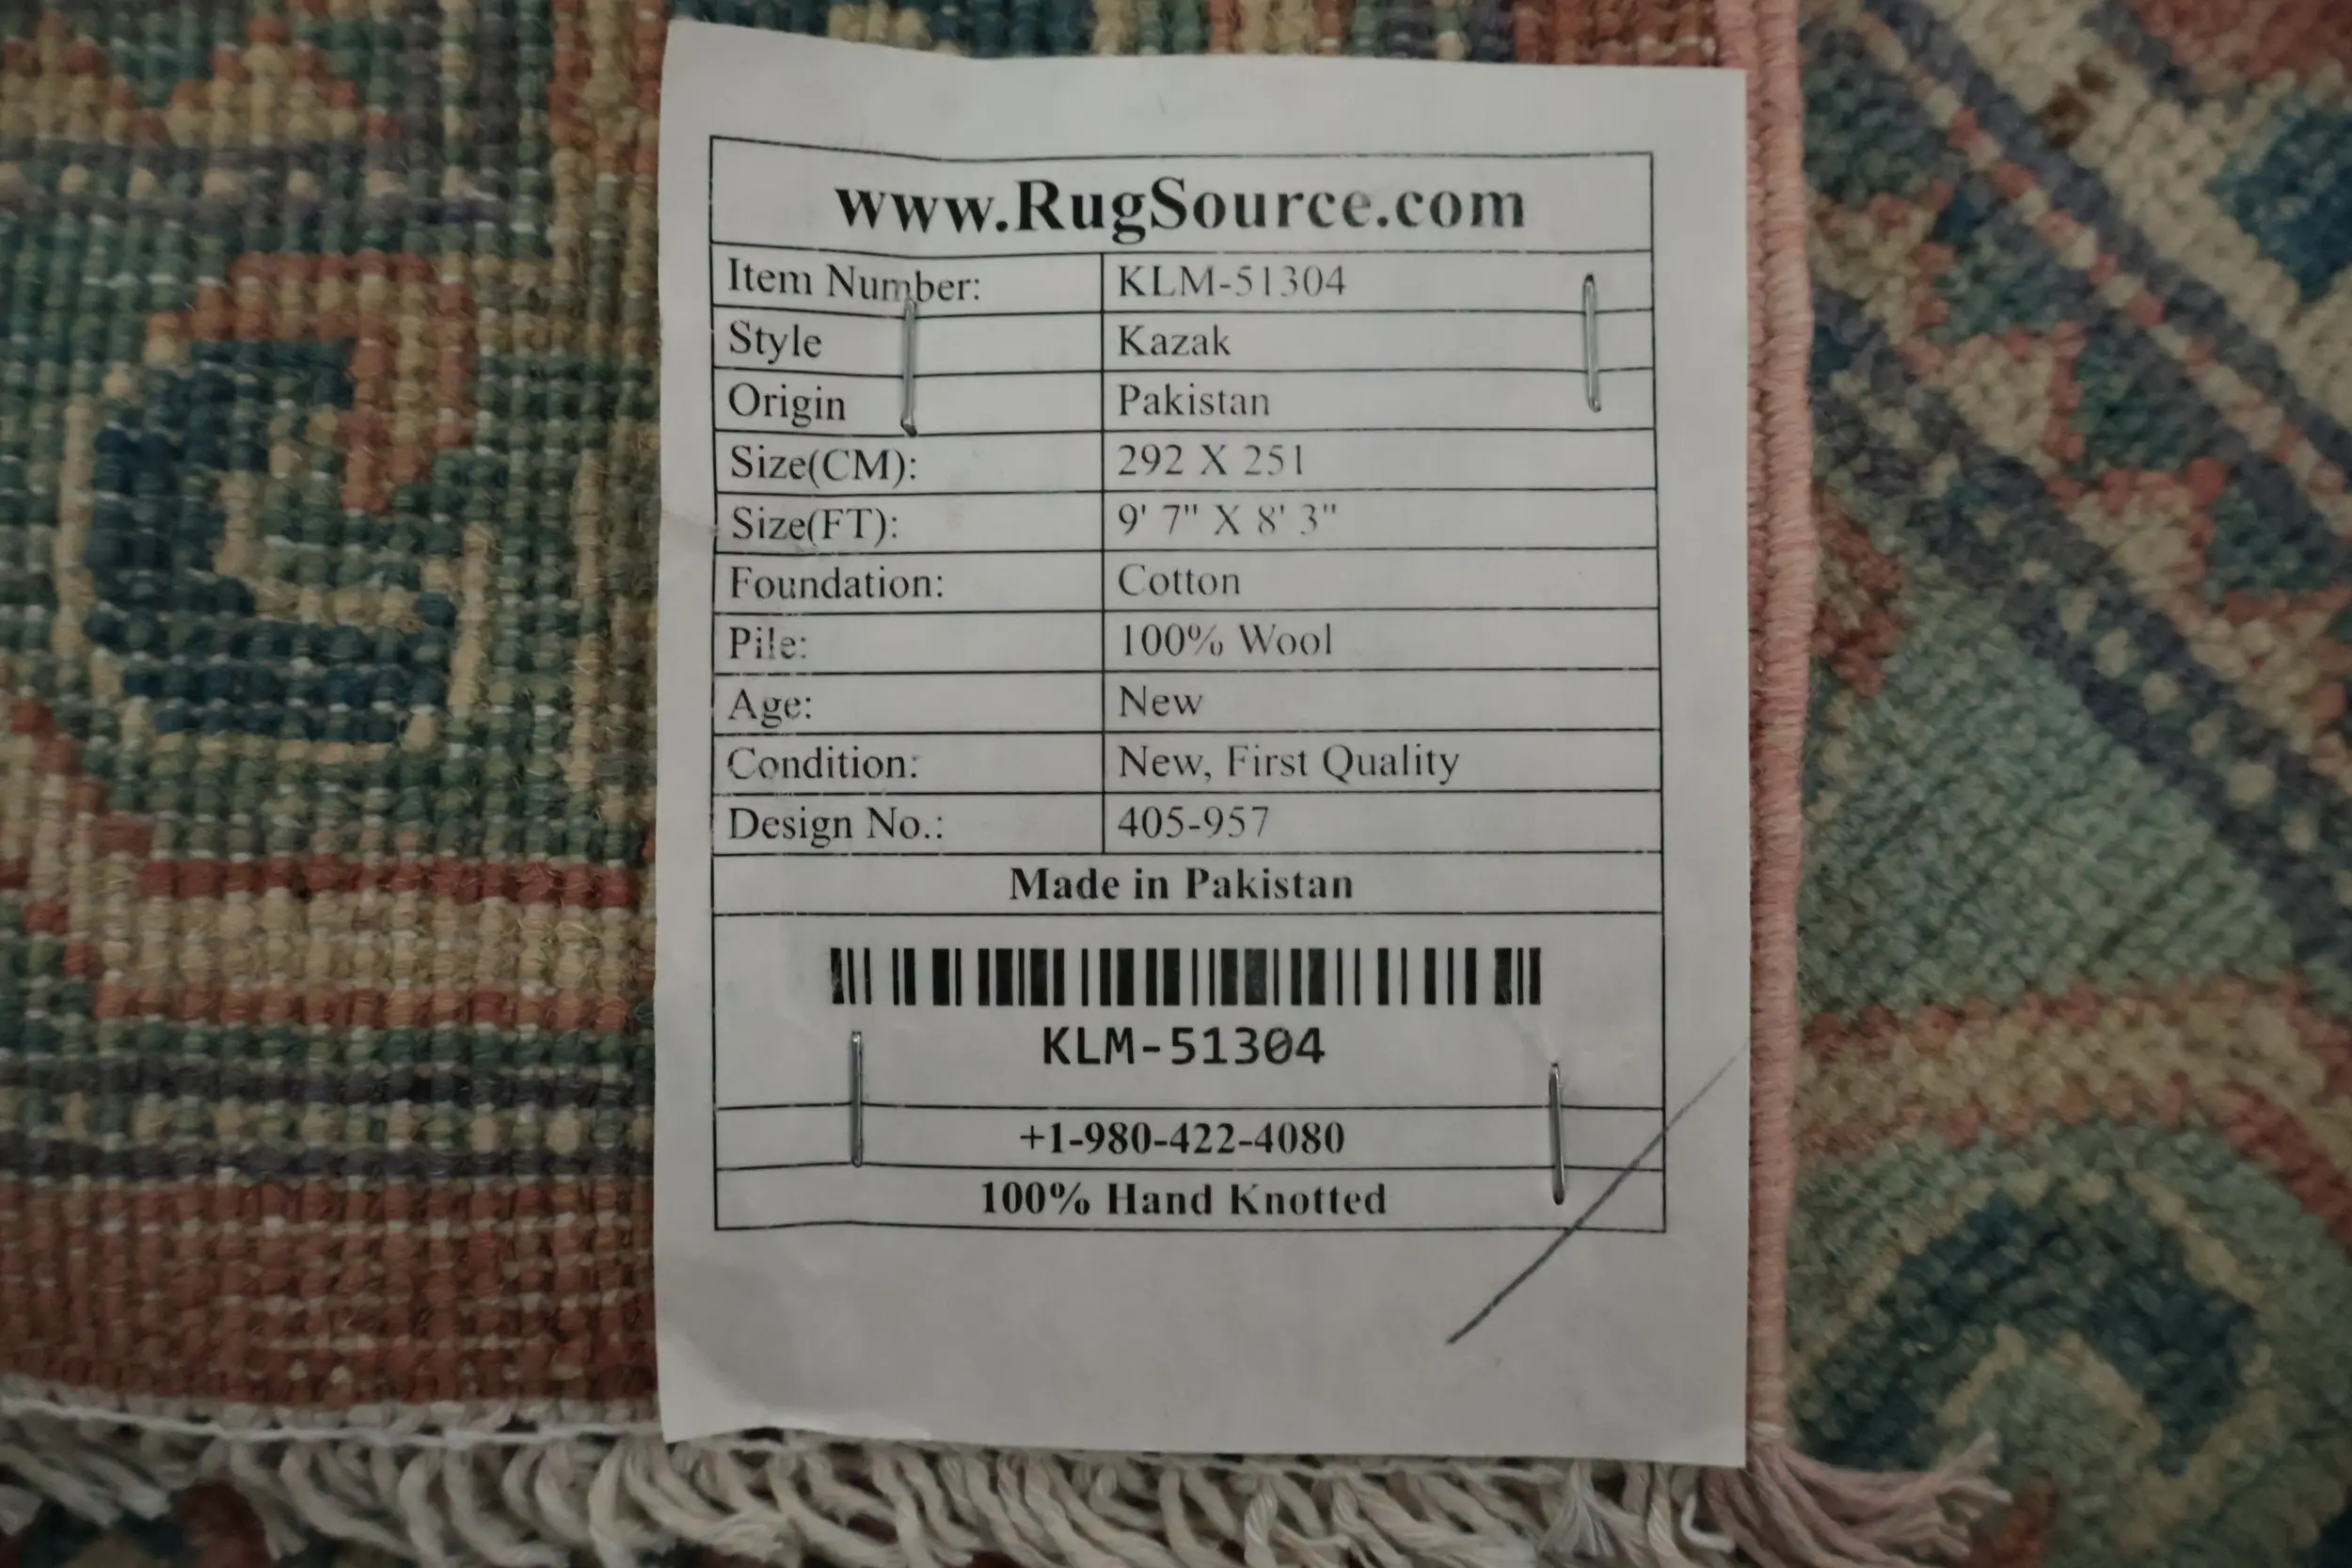 www.RugSource.com
Item Number: KLM-51304
Style Kazak
Origin Pakistan
Size(CM): 292 X 251
Size(FT): 9' 7" X 8' 3"
Foundation: Cotton
Pile: 100% Wool
Age: New
Condition: New, First Quality
Design No.: 405-957
Made in Pakistan
KLM-51304
+1-980-422-4080
100% Hand Knotted